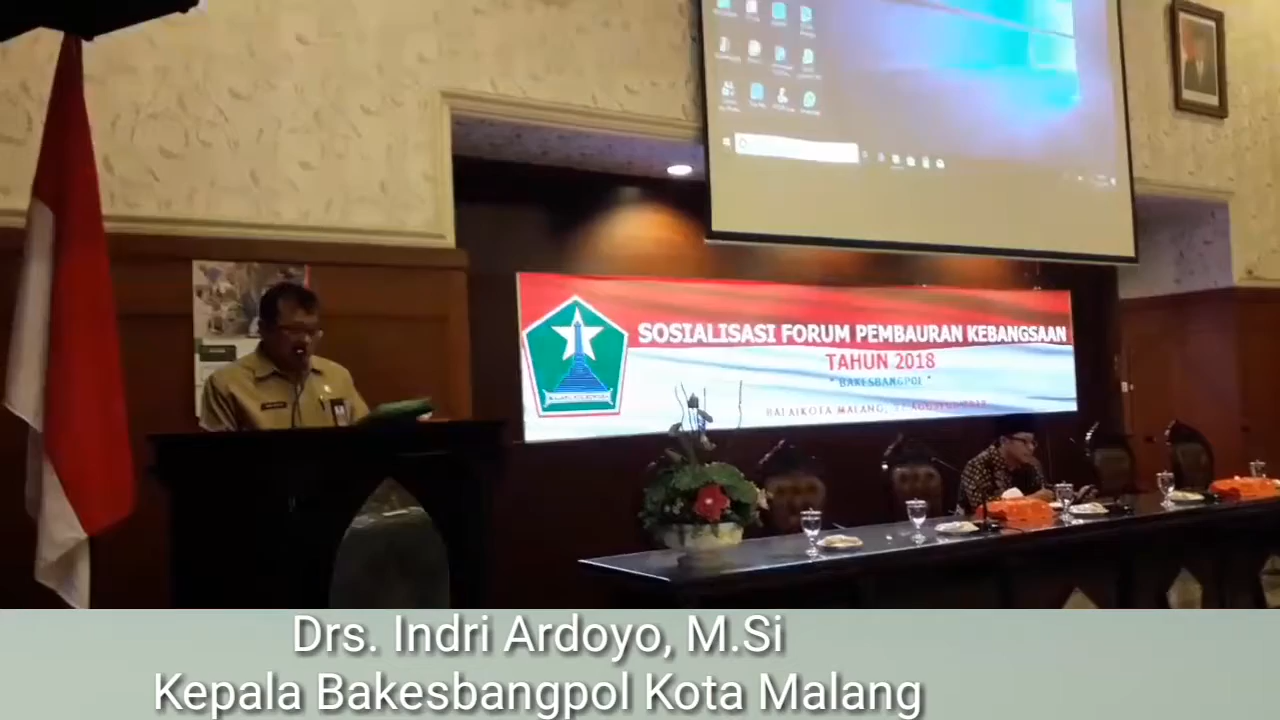 SOSIALISASI FORUM PEMBAURAN KEBANGSAAN
TAHUN 2018
" BAKESBANGPOL "
BALAIKOTA MALANG,
Drs. Indri Ardoyo, M.Si
Kepala Bakesbangpol Kota Malang